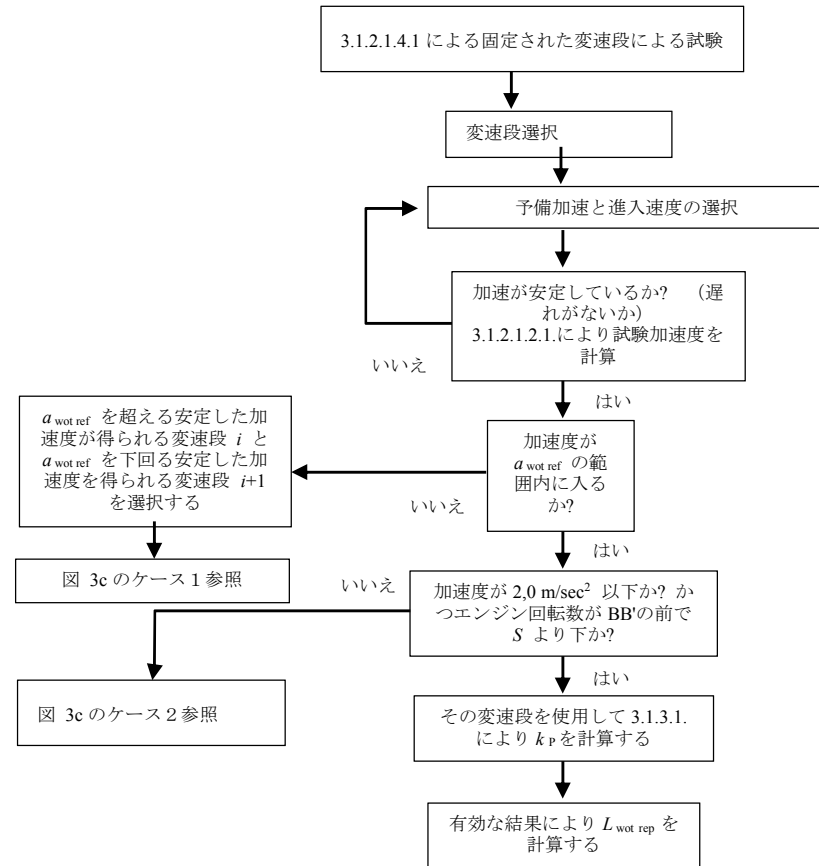 3.1.2.1.4.1 による固定された変速段による試験
変速段選択
予備加速と進入速度の選択
加速が安定しているか? （遅
れがないか）
3.1.2.1.2.1.により試験加速度を
計算
いいえ
はい
a wot ref を超える安定した加
速度が得られる変速段 i と
a wot ref を下回る安定した加
速度を得られる変速段 i+1
を選択する
加速度が
a wot ref の範
囲内に入る
か?
いいえ
はい
図 3c のケース１参照
いいえ
加速度が 2,0 m/sec² 以下か? か
つエンジン回転数が BB'の前で
S より下か?
はい
図 3c のケース２参照
その変速段を使用して 3.1.3.1.
により k P を計算する
有効な結果により L wot rep を
計算する